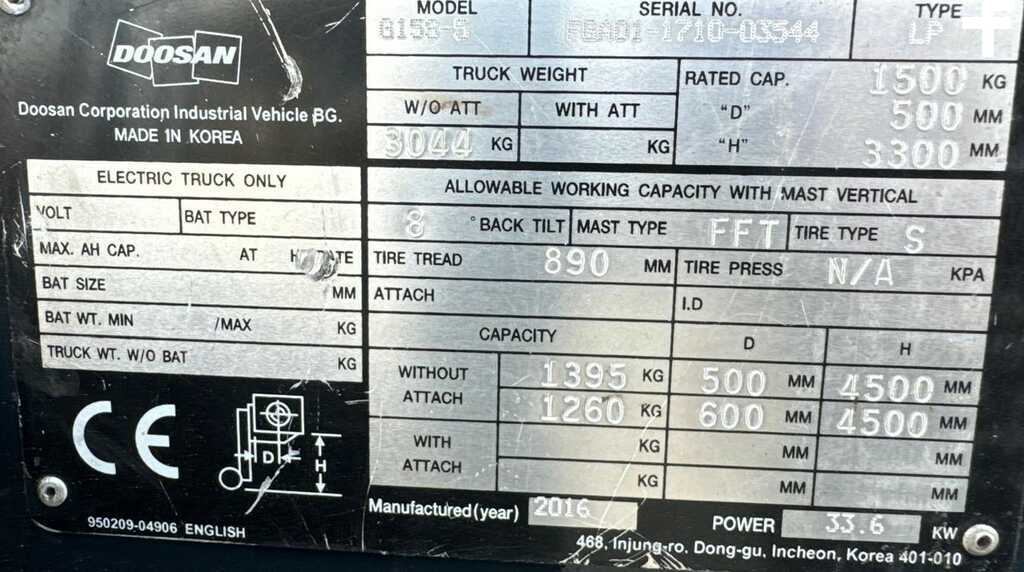 DOOSAN
Doosan Corporation Industrial Vehicle BG.
MADE IN KOREA
MODEL SERIAL NO. TYPE
G15S-5 FGA01-1710-03544 LP
TRUCK WEIGHT RATED CAP. 1500 KG
W/O ATT WITH ATT "D" 500 MM
3044 KG KG "H" 3300 MM
ELECTRIC TRUCK ONLY
VOLT BAT TYPE
MAX. AH CAP. AT
BAT SIZE MM
BAT WT. MIN /MAX KG
TRUCK WT. W/O BAT KG
ALLOWABLE WORKING CAPACITY WITH MAST VERTICAL
8 ° BACK TILT MAST TYPE FFT TIRE TYPE S
TIRE TREAD 890 MM TIRE PRESS N/A KPA
ATTACH I.D
CAPACITY D H
WITHOUT ATTACH
1395 KG 500 MM 4500 MM
1260 KG 600 MM 4500 MM
WITH ATTACH
KG MM MM
KG MM MM
CE
D H
Manufactured (year) 2016 POWER 33.6 KW
950209-04906 ENGLISH
468, Injung-ro, Dong-gu, Incheon, Korea 401-010